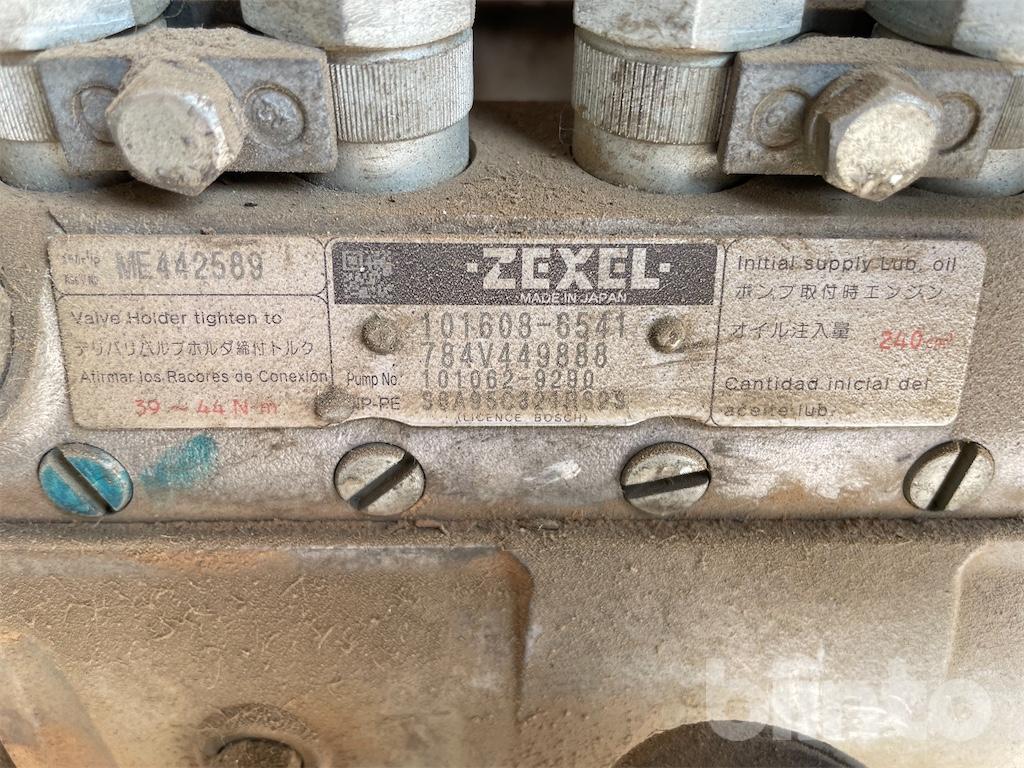 ME442589
Valve Holder tighten to
デリバリバルブホルダ締付トルク
Afirmar los Racores de Conexión
39 ~ 44 N·m
·ZEXEL·
MADE IN JAPAN
101608-6541
784V449888
Pump No. 101062-9290
NP-PE
(LICENCE BOSCH)
Initial supply Lub. oil
ポンプ取付時エンジン
オイル注入量 240cm³
Cantidad inicial del
aceite lub.
blinto